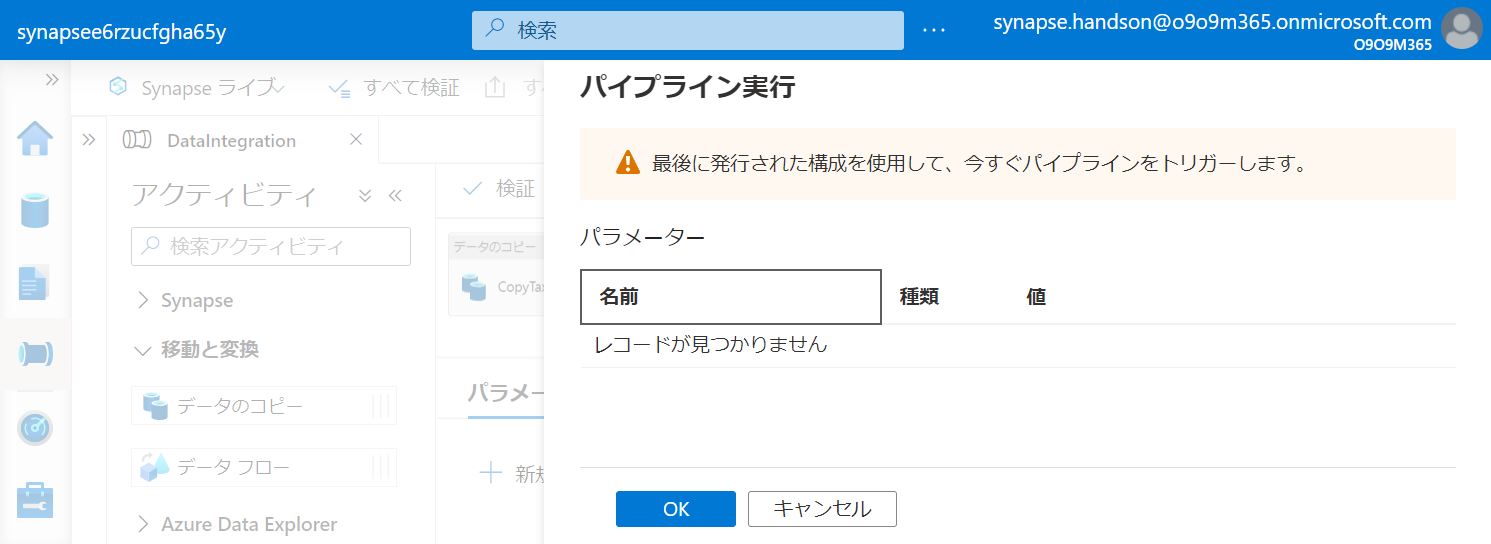 synapsee6rzucfgha65y
検索
synapse.handson@o9o9m365.onmicrosoft.com
O9O9M365
Synapse ライブ
すべて検証
DataIntegration
アクティビティ
検索アクティビティ
Synapse
移動と変換
データのコピー
データ フロー
Azure Data Explorer
検証
データのコピー
CopyTax
パラメー
新規
パイプライン実行
最後に発行された構成を使用して、今すぐパイプラインをトリガーします。
パラメーター
名前 種類 値
レコードが見つかりません
OK キャンセル